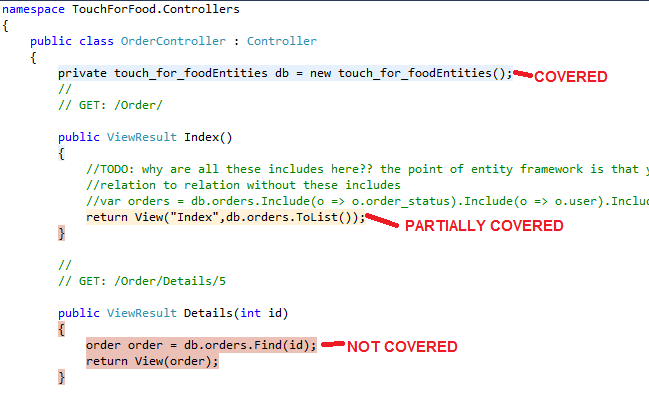 namespace TouchForFood.Controllers
{
public class OrderController : Controller
{
private touch_for_foodEntities db = new touch_for_foodEntities(); COVERED
//
// GET: /Order/
public ViewResult Index()
{
//TODO: why are all these includes here?? the point of entity framework is that y
//relation to relation without these includes
//var orders = db.orders.Include(o => o.order_status).Include(o => o.user).Inclu
return View("Index",db.orders.ToList()); PARTIALLY COVERED
}
//
// GET: /Order/Details/5
public ViewResult Details(int id)
{
order order = db.orders.Find(id); NOT COVERED
return View(order);
}